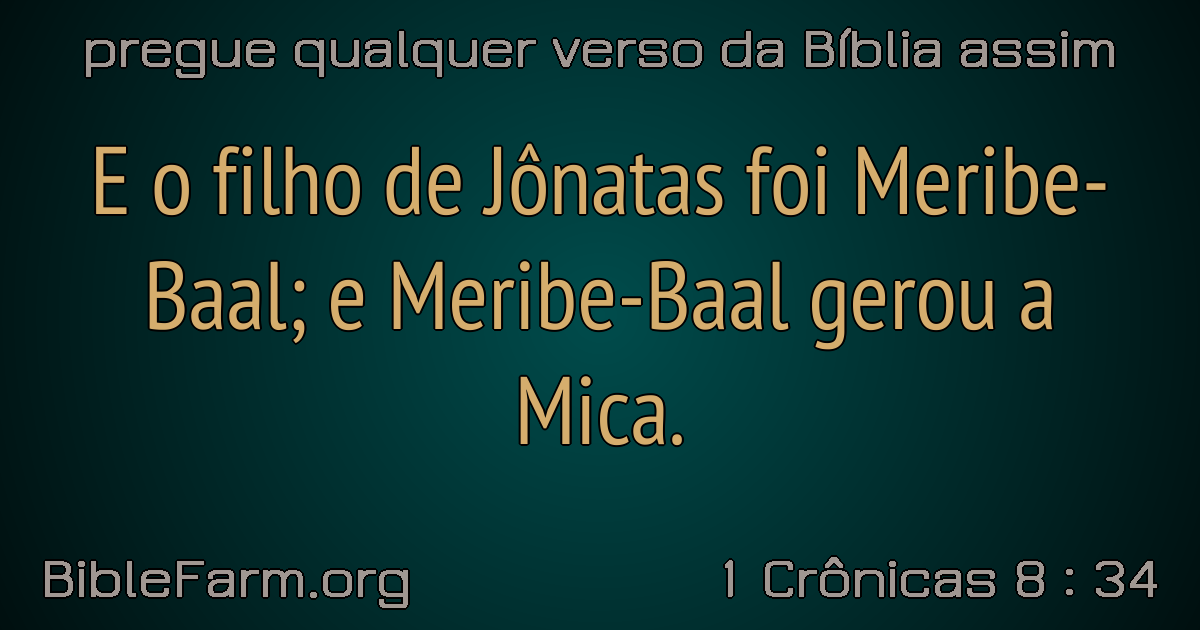 pregue qualquer verso da Bíblia assim
E o filho de Jônatas foi Meribe-
Baal; e Meribe-Baal gerou a
Mica.
BibleFarm.org
1 Crônicas 8 : 34